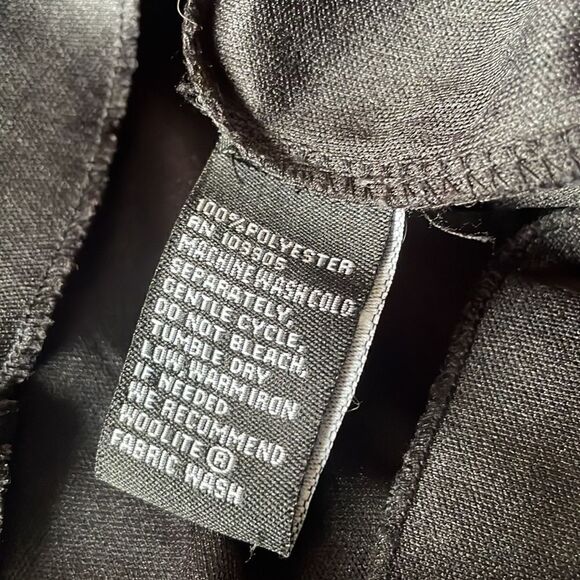 100% POLYESTER
RN 103905
MACHINE WASH COLD
SEPARATELY,
GENTLE CYCLE,
DO NOT BLEACH,
TUMBLE DRY
LOW, WARM IRON
IF NEEDED
WE RECOMMEND
WOOLITE ®
FABRIC WASH